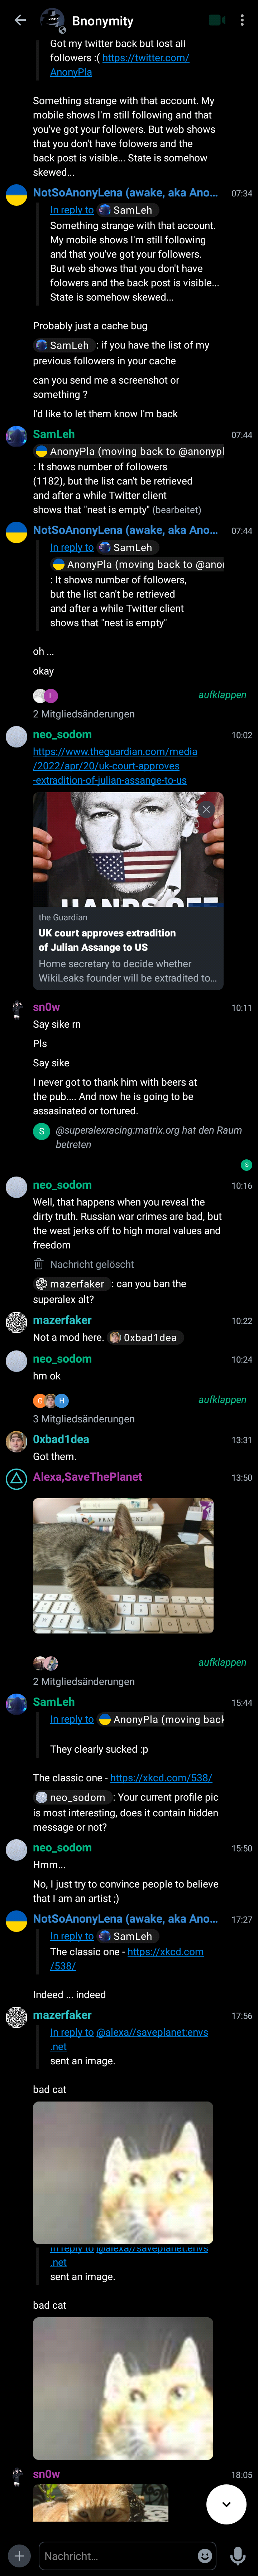 Bnonymity
Got my twitter back but lost all
followers :( https://twitter.com/
AnonyPla
Something strange with that account. My
mobile shows I'm still following and that
you've got your followers. But web shows
that you don't have folowers and the
back post is visible... State is somehow
skewed...
NotSoAnonyLena (awake, aka Ano...
07:34
In reply to SamLeh
Something strange with that account.
My mobile shows I'm still following
and that you've got your followers.
But web shows that you don't have
folowers and the back post is visible...
State is somehow skewed...
Probably just a cache bug
SamLeh : if you have the list of my
previous followers in your cache
can you send me a screenshot or
something ?
I'd like to let them know I'm back
SamLeh
07:44
AnonyPla (moving back to @anonypl
: It shows number of followers
(1182), but the list can't be retrieved
and after a while Twitter client
shows that "nest is empty" (bearbeitet)
NotSoAnonyLena (awake, aka Ano...
07:44
In reply to SamLeh
AnonyPla (moving back to @anon
: It shows number of followers,
but the list can't be retrieved
and after a while Twitter client
shows that "nest is empty"
oh ...
okay
L
aufklappen
2 Mitgliedsänderungen
neo_sodom
10:02
https://www.theguardian.com/media
/2022/apr/20/uk-court-approves
-extradition-of-julian-assange-to-us
HANDS OFF
the Guardian
UK court approves extradition
of Julian Assange to US
Home secretary to decide whether
WikiLeaks founder will be extradited to...
sn0w
10:11
Say sike rn
Pls
Say sike
I never got to thank him with beers at
the pub.... And now he is going to be
assasinated or tortured.
S
@superalexracing:matrix.org hat den Raum
betreten
S
neo_sodom
10:16
Well, that happens when you reveal the
dirty truth. Russian war crimes are bad, but
the west jerks off to high moral values and
freedom
Nachricht gelöscht
mazerfaker : can you ban the
superalex alt?
mazerfaker
10:22
Not a mod here. 0xbad1dea
neo_sodom
10:24
hm ok
G H
aufklappen
3 Mitgliedsänderungen
0xbad1dea
13:31
Got them.
Alexa,SaveThePlanet
13:50
aufklappen
2 Mitgliedsänderungen
SamLeh
15:44
In reply to AnonyPla (moving back
They clearly sucked :p
The classic one - https://xkcd.com/538/
neo_sodom : Your current profile pic
is most interesting, does it contain hidden
message or not?
neo_sodom
15:50
Hmm...
No, I just try to convince people to believe
that I am an artist ;)
NotSoAnonyLena (awake, aka Ano...
17:27
In reply to SamLeh
The classic one - https://xkcd.com
/538/
Indeed ... indeed
mazerfaker
17:56
In reply to @alexa//saveplanet:envs
.net
sent an image.
bad cat
In reply to @alexa//saveplanet:envs
.net
sent an image.
bad cat
sn0w
18:05
Nachricht...